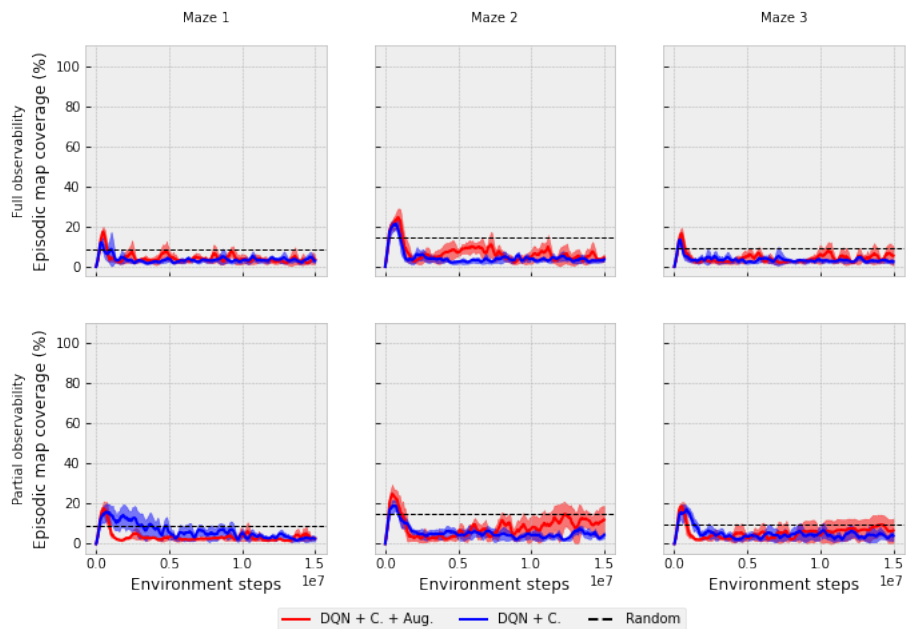 Maze 1 Maze 2 Maze 3
Full observability
Episodic map coverage (%)
100
80
60
40
20
0
Partial observability
Episodic map coverage (%)
100
80
60
40
20
0
0.0 0.5 1.0 1.5 0.0 0.5 1.0 1.5 0.0 0.5 1.0 1.5
1e7 1e7 1e7
Environment steps Environment steps Environment steps
DQN + C. + Aug. DQN + C. Random